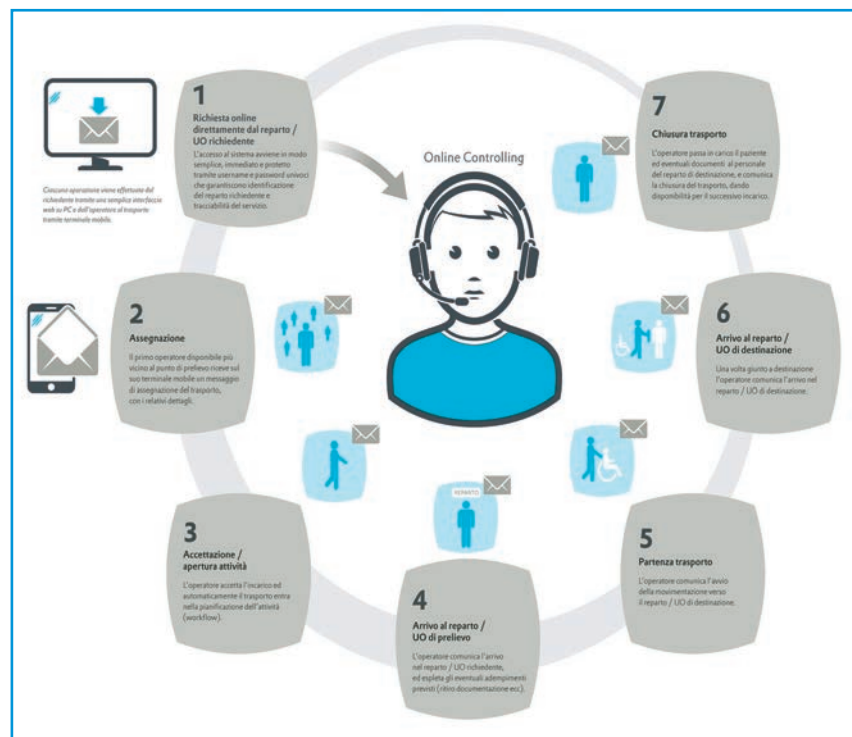 1
Richiesta online
direttamente dal reparto /
UO richiedente
L'accesso al sistema avviene in modo
semplice, immediato e protetto
tramite username e password univoci
che garantiscono identificazione
del reparto richiedente e
tracciabilità del servizio.
Ciascuna operazione viene effettuata dal
richiedente tramite una semplice interfaccia
web su PC e dall'operatore al trasporto
tramite terminale mobile.
Online Controlling
2
Assegnazione
Il primo operatore disponibile più
vicino al punto di prelievo riceve sul
suo terminale mobile un messaggio
di assegnazione del trasporto,
con i relativi dettagli.
3
Accettazione /
apertura attività
L'operatore accetta l'incarico ed
automaticamente il trasporto entra
nella pianificazione dell'attività
(workflow).
REPARTO
4
Arrivo al reparto /
UO di prelievo
L'operatore comunica l'arrivo
nel reparto / UO richiedente,
ed espleta gli eventuali adempimenti
previsti (ritiro documentazione ecc).
5
Partenza trasporto
L'operatore comunica l'avvio
della movimentazione verso
il reparto / UO di destinazione.
6
Arrivo al reparto /
UO di destinazione
Una volta giunto a destinazione
l'operatore comunica l'arrivo nel
reparto / UO di destinazione.
7
Chiusura trasporto
L'operatore passa in carico il paziente
ed eventuali documenti al personale
del reparto di destinazione, e comunica
la chiusura del trasporto, dando
disponibilità per il successivo incarico.